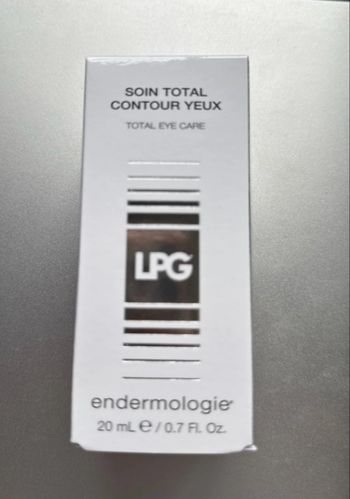 SOIN TOTAL
CONTOUR YEUX
TOTAL EYE CARE
LPG
endermologie
20 mL ℮ / 0.7 Fl. Oz.